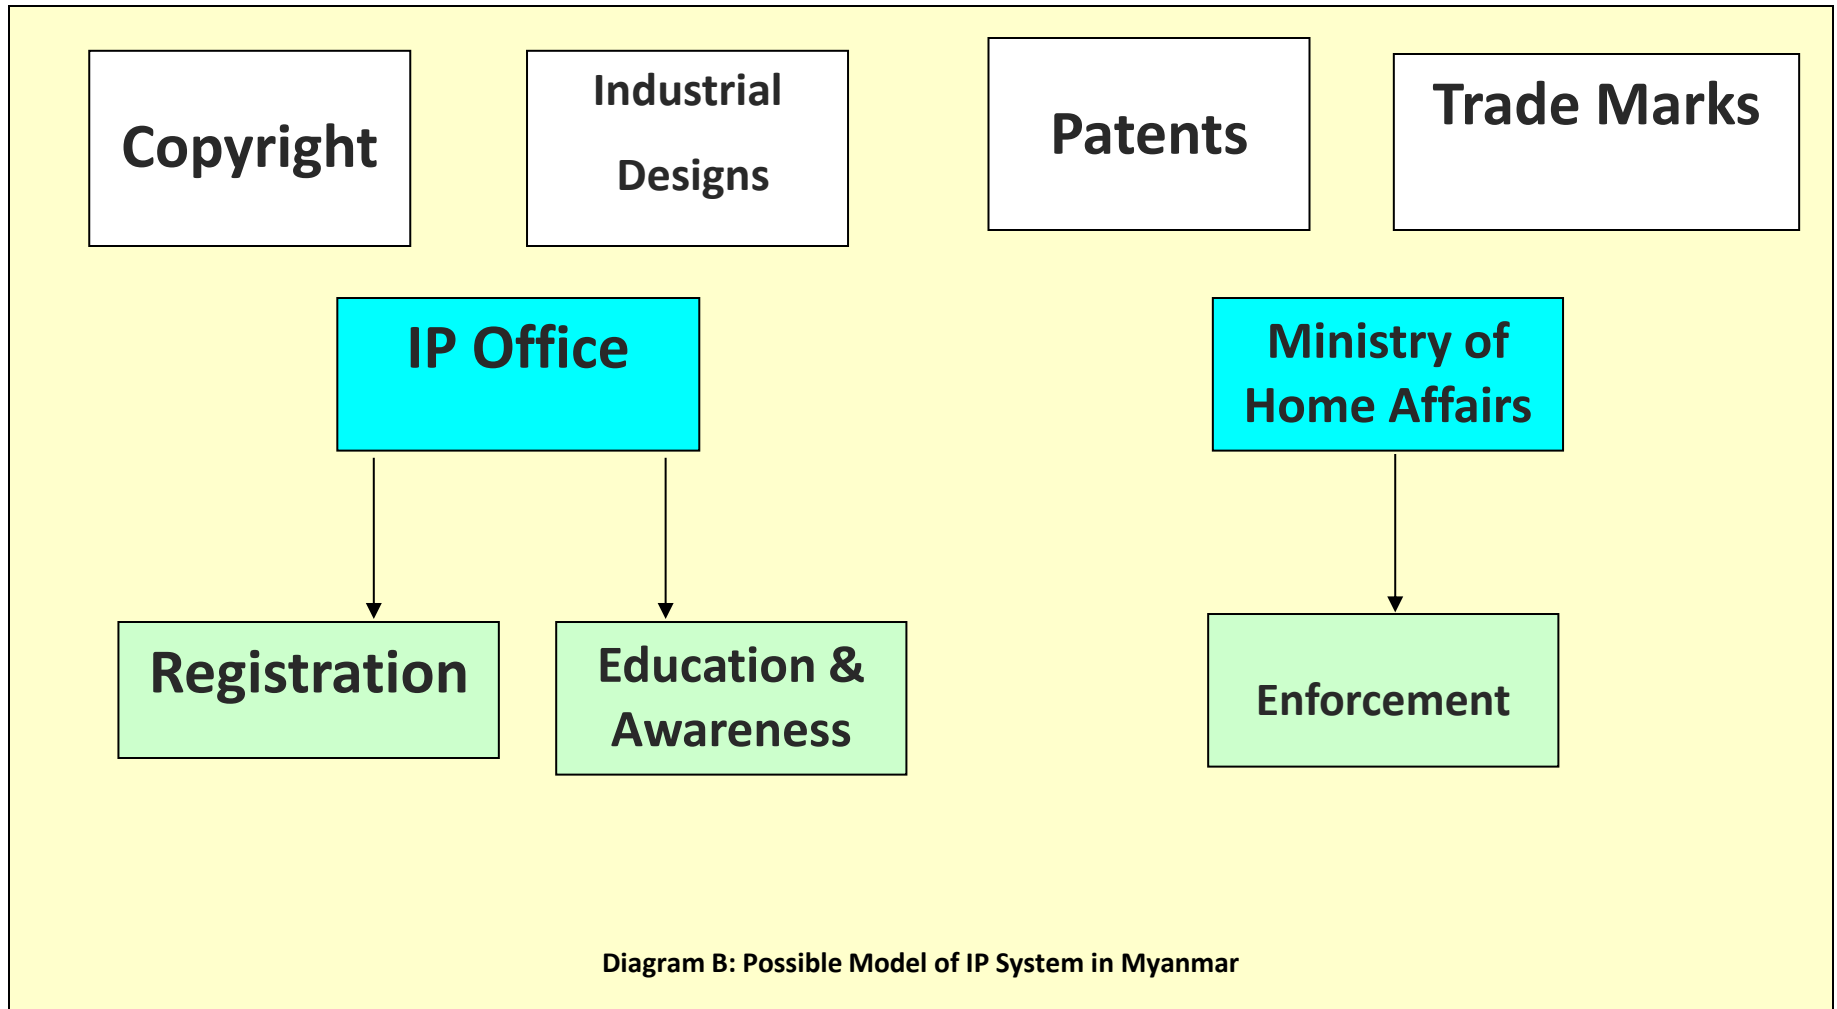 Copyright
Industrial
Designs
Patents
Trade Marks
IP Office
Ministry of
Home Affairs
Registration
Education &
Awareness
Enforcement
Diagram B: Possible Model of IP System in Myanmar